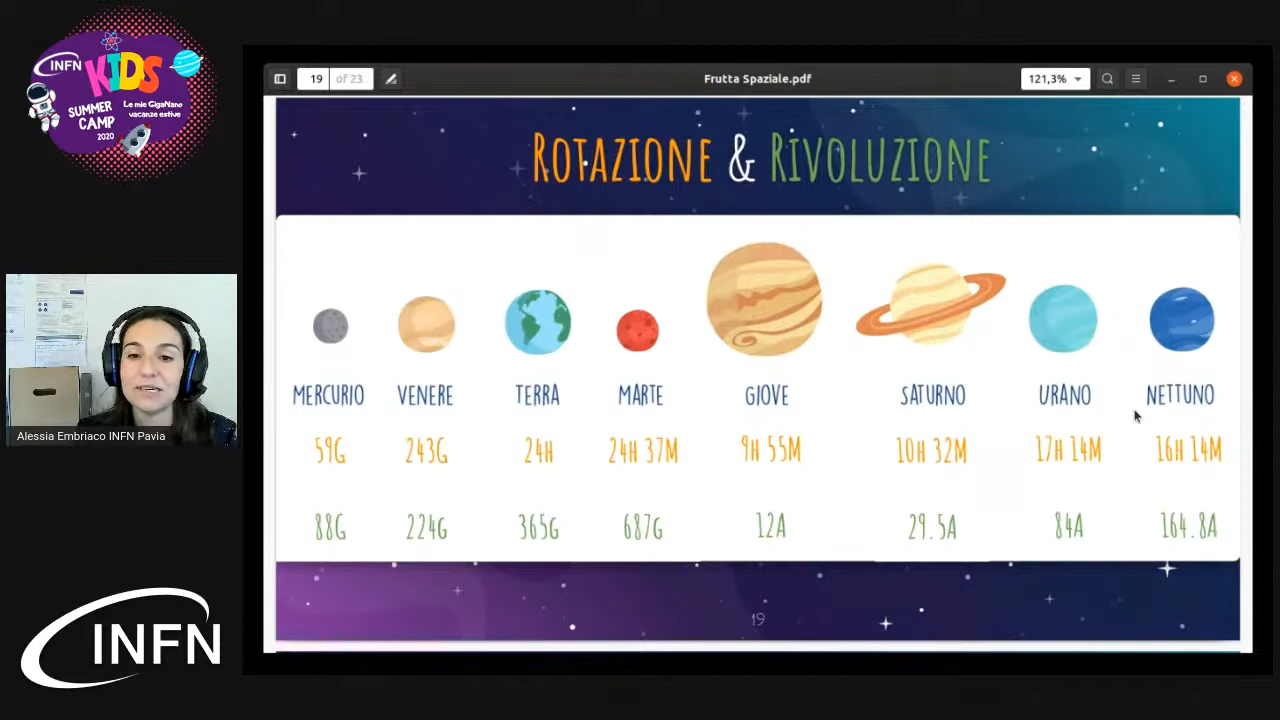 INFN
KIDS
SUMMER
CAMP
2020
Le mie GigaNano
vacanze estive
19 of 23
Frutta Spaziale.pdf
121,3%
ROTAZIONE & RIVOLUZIONE
MERCURIO VENERE TERRA MARTE GIOVE SATURNO URANO NETTUNO
59G 243G 24H 24H 37M 9H 55M 10H 32M 17H 14M 16H 14M
88G 224G 365G 687G 12A 29.5A 84A 164.8A
19
Alessia Embriaco INFN Pavia
INFN